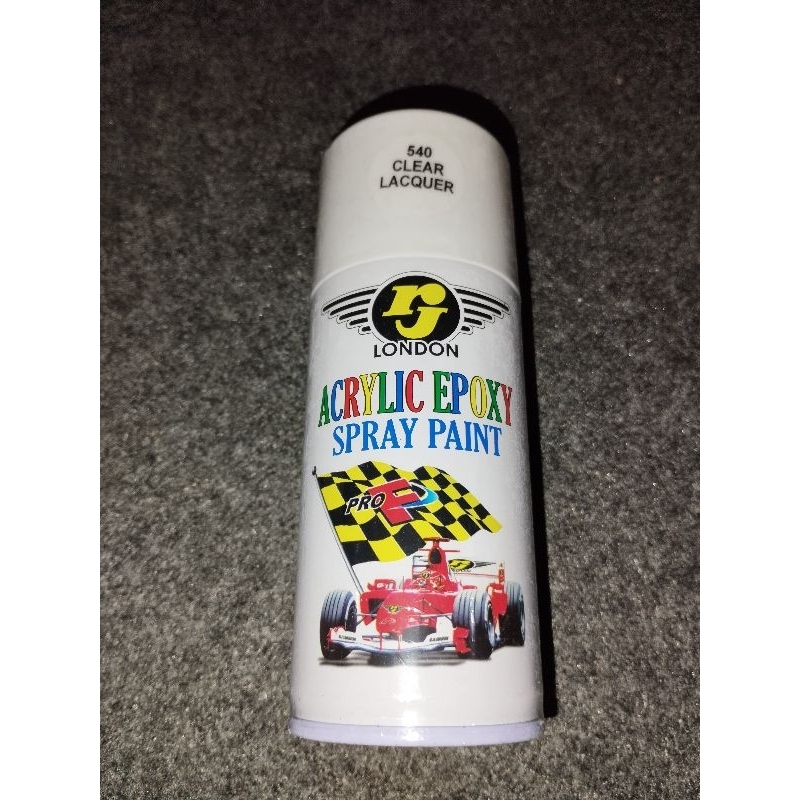 540
CLEAR
LACQUER
rj
LONDON
ACRYLIC EPOXY
SPRAY PAINT
PRO F